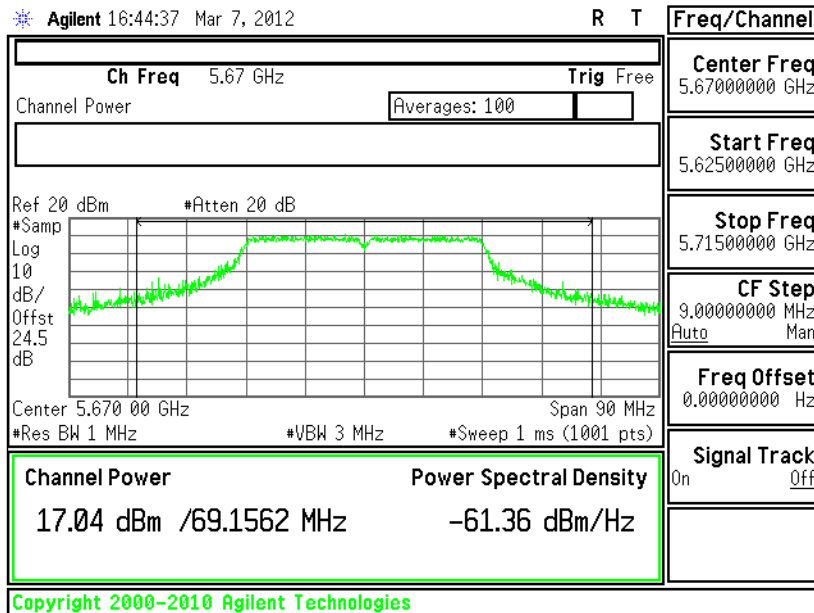 Agilent 16:44:37 Mar 7, 2012 R T
Freq/Channel
Ch Freq 5.67 GHz Trig Free
Channel Power Averages: 100
Center Freq
5.67000000 GHz
Start Freq
5.62500000 GHz
Stop Freq
5.71500000 GHz
CF Step
9.00000000 MHz
Auto Man
Freq Offset
0.00000000 Hz
Signal Track
On Off
Ref 20 dBm #Atten 20 dB
#Samp
Log
10
dB/
Offst
24.5
dB
Center 5.670 00 GHz Span 90 MHz
#Res BW 1 MHz #VBW 3 MHz #Sweep 1 ms (1001 pts)
Channel Power Power Spectral Density
17.04 dBm /69.1562 MHz -61.36 dBm/Hz
Copyright 2000-2010 Agilent Technologies